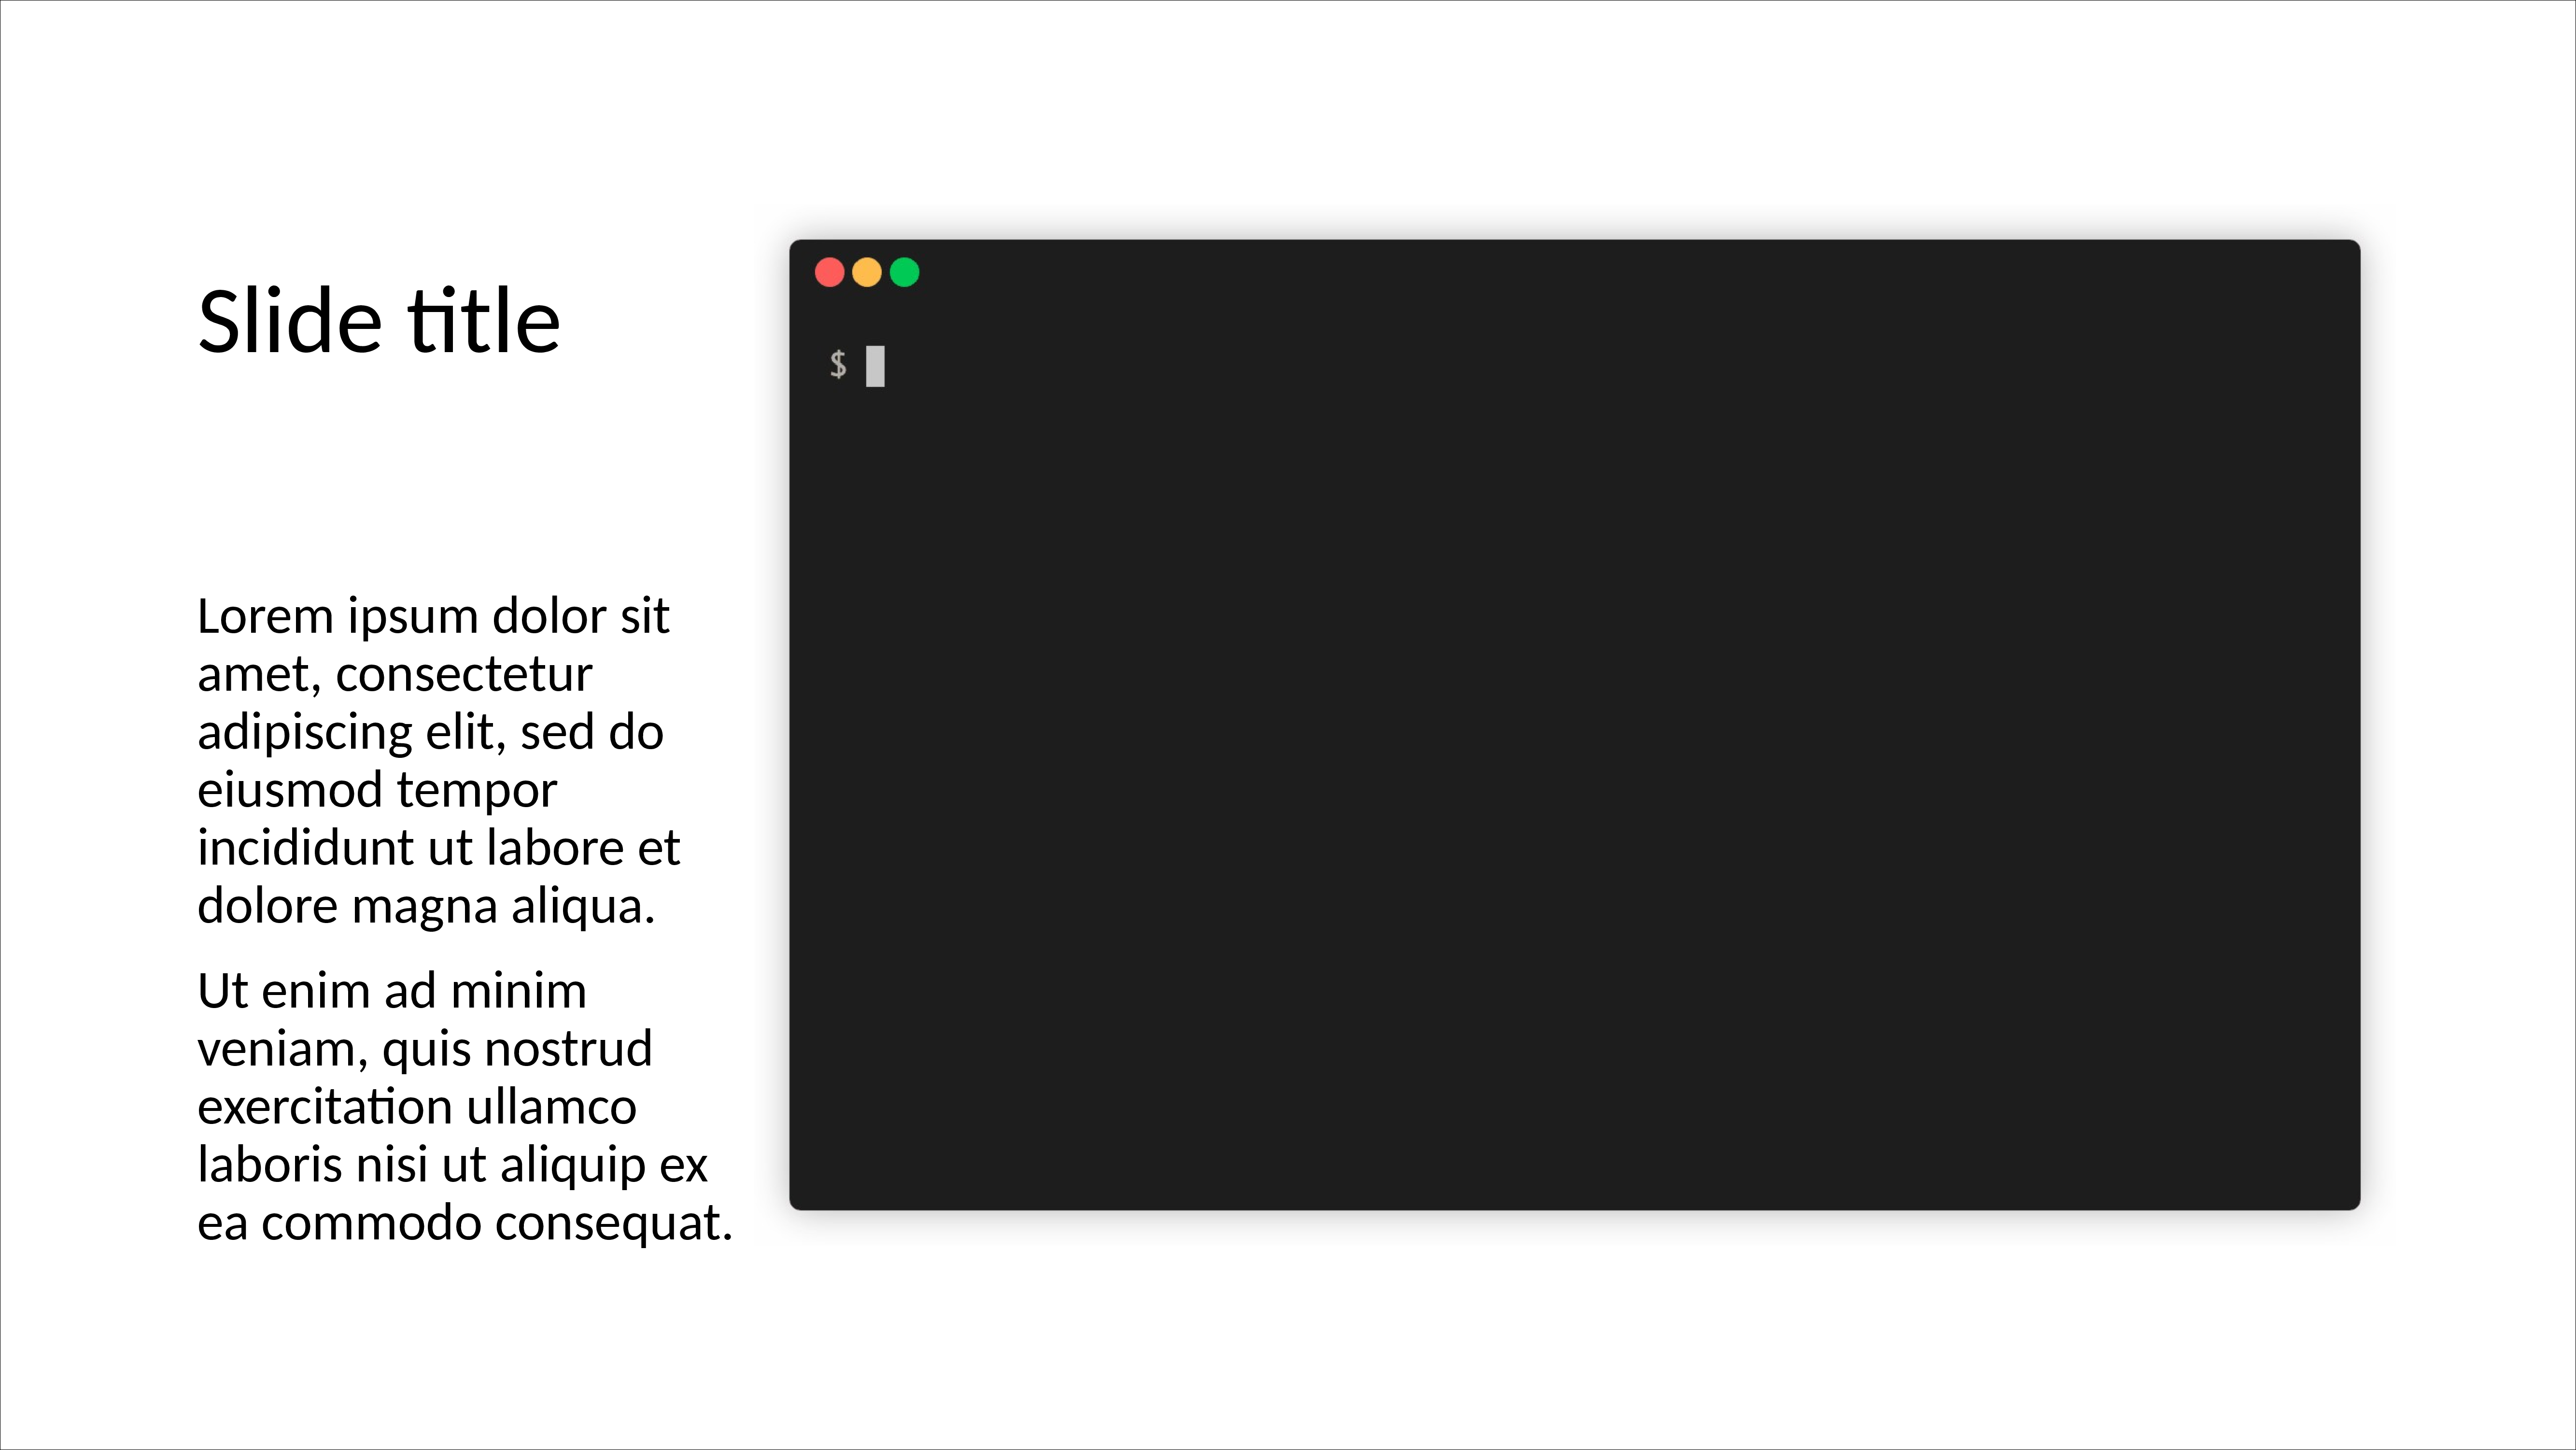 Slide title
Lorem ipsum dolor sit
amet, consectetur
adipiscing elit, sed do
eiusmod tempor
incididunt ut labore et
dolore magna aliqua.
Ut enim ad minim
veniam, quis nostrud
exercitation ullamco
laboris nisi ut aliquip ex
ea commodo consequat.
$